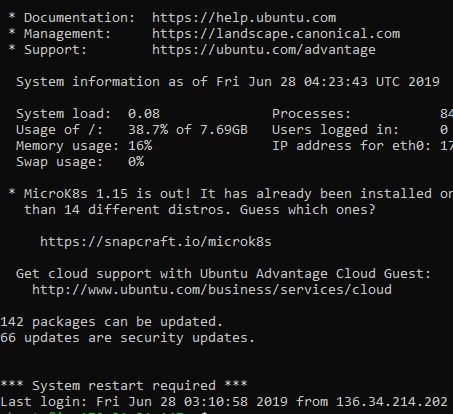 * Documentation:  https://help.ubuntu.com
* Management:     https://landscape.canonical.com
* Support:        https://ubuntu.com/advantage
System information as of Fri Jun 28 04:23:43 UTC 2019
System load:  0.08              Processes:           84
Usage of /:   38.7% of 7.69GB   Users logged in:     0
Memory usage: 16%               IP address for eth0: 17
Swap usage:   0%
* MicroK8s 1.15 is out! It has already been installed on
than 14 different distros. Guess which ones?
https://snapcraft.io/microk8s
Get cloud support with Ubuntu Advantage Cloud Guest:
http://www.ubuntu.com/business/services/cloud
142 packages can be updated.
66 updates are security updates.
*** System restart required ***
Last login: Fri Jun 28 03:10:58 2019 from 136.34.214.202